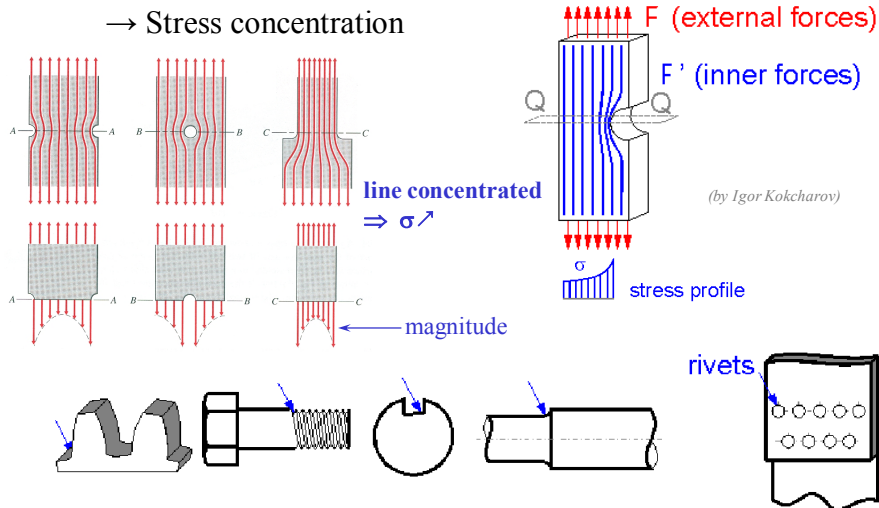 → Stress concentration
F (external forces)
F' (inner forces)
Q Q
A A B B C C
line concentrated
⇒ σ↗
(by Igor Kokcharov)
σ
stress profile
A A B B C C
magnitude
rivets